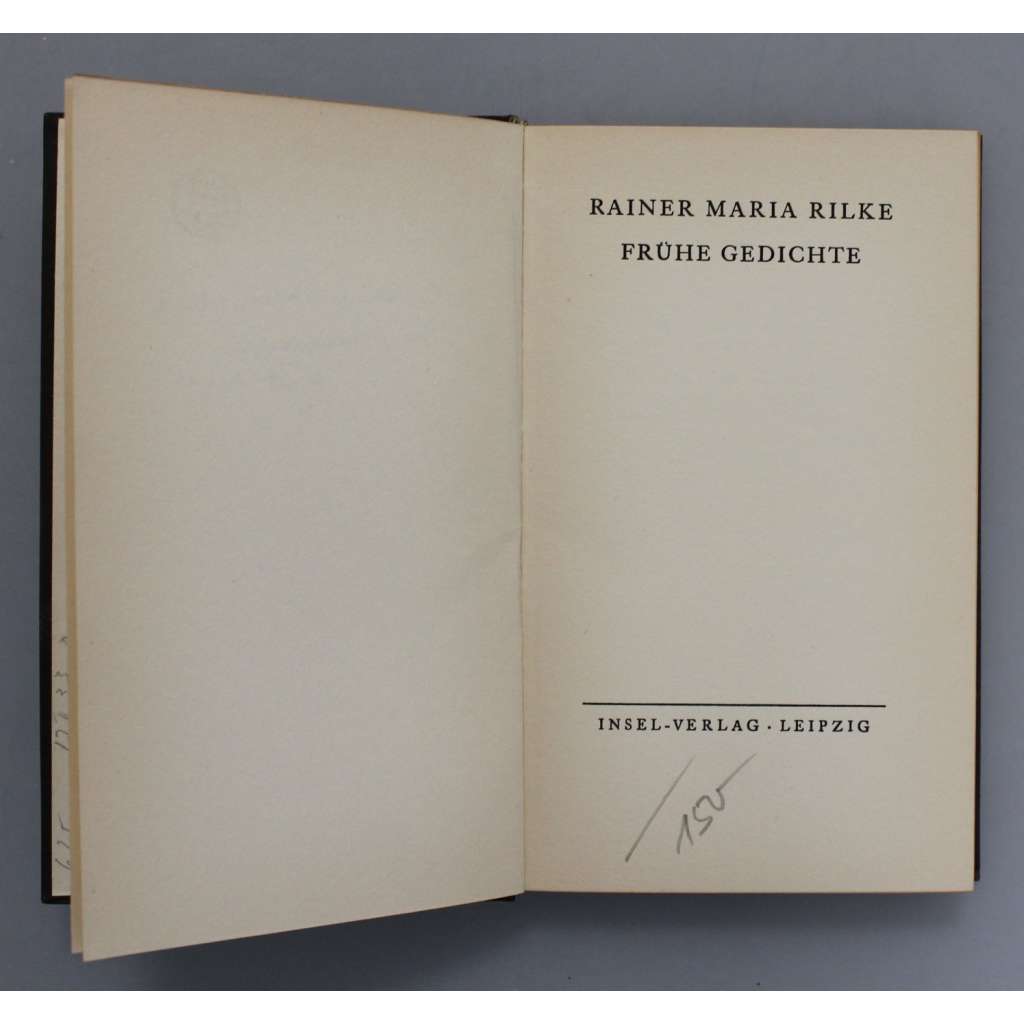 RAINER MARIA RILKE
FRÜHE GEDICHTE
INSEL-VERLAG · LEIPZIG
150